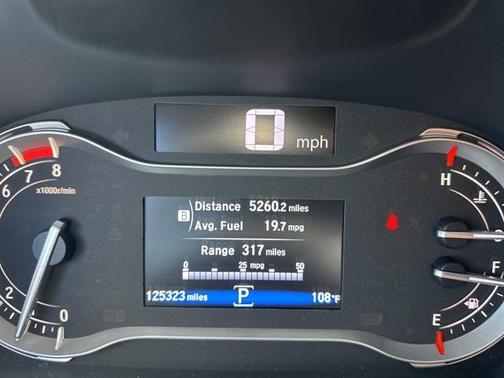 0 mph
8
7
6
x1000r/min
2
1
0
B Distance 5260.2 miles
Avg. Fuel 19.7 mpg
Range 317 miles
0 25 50
mpg
125323 miles P 108°F
H
F
E